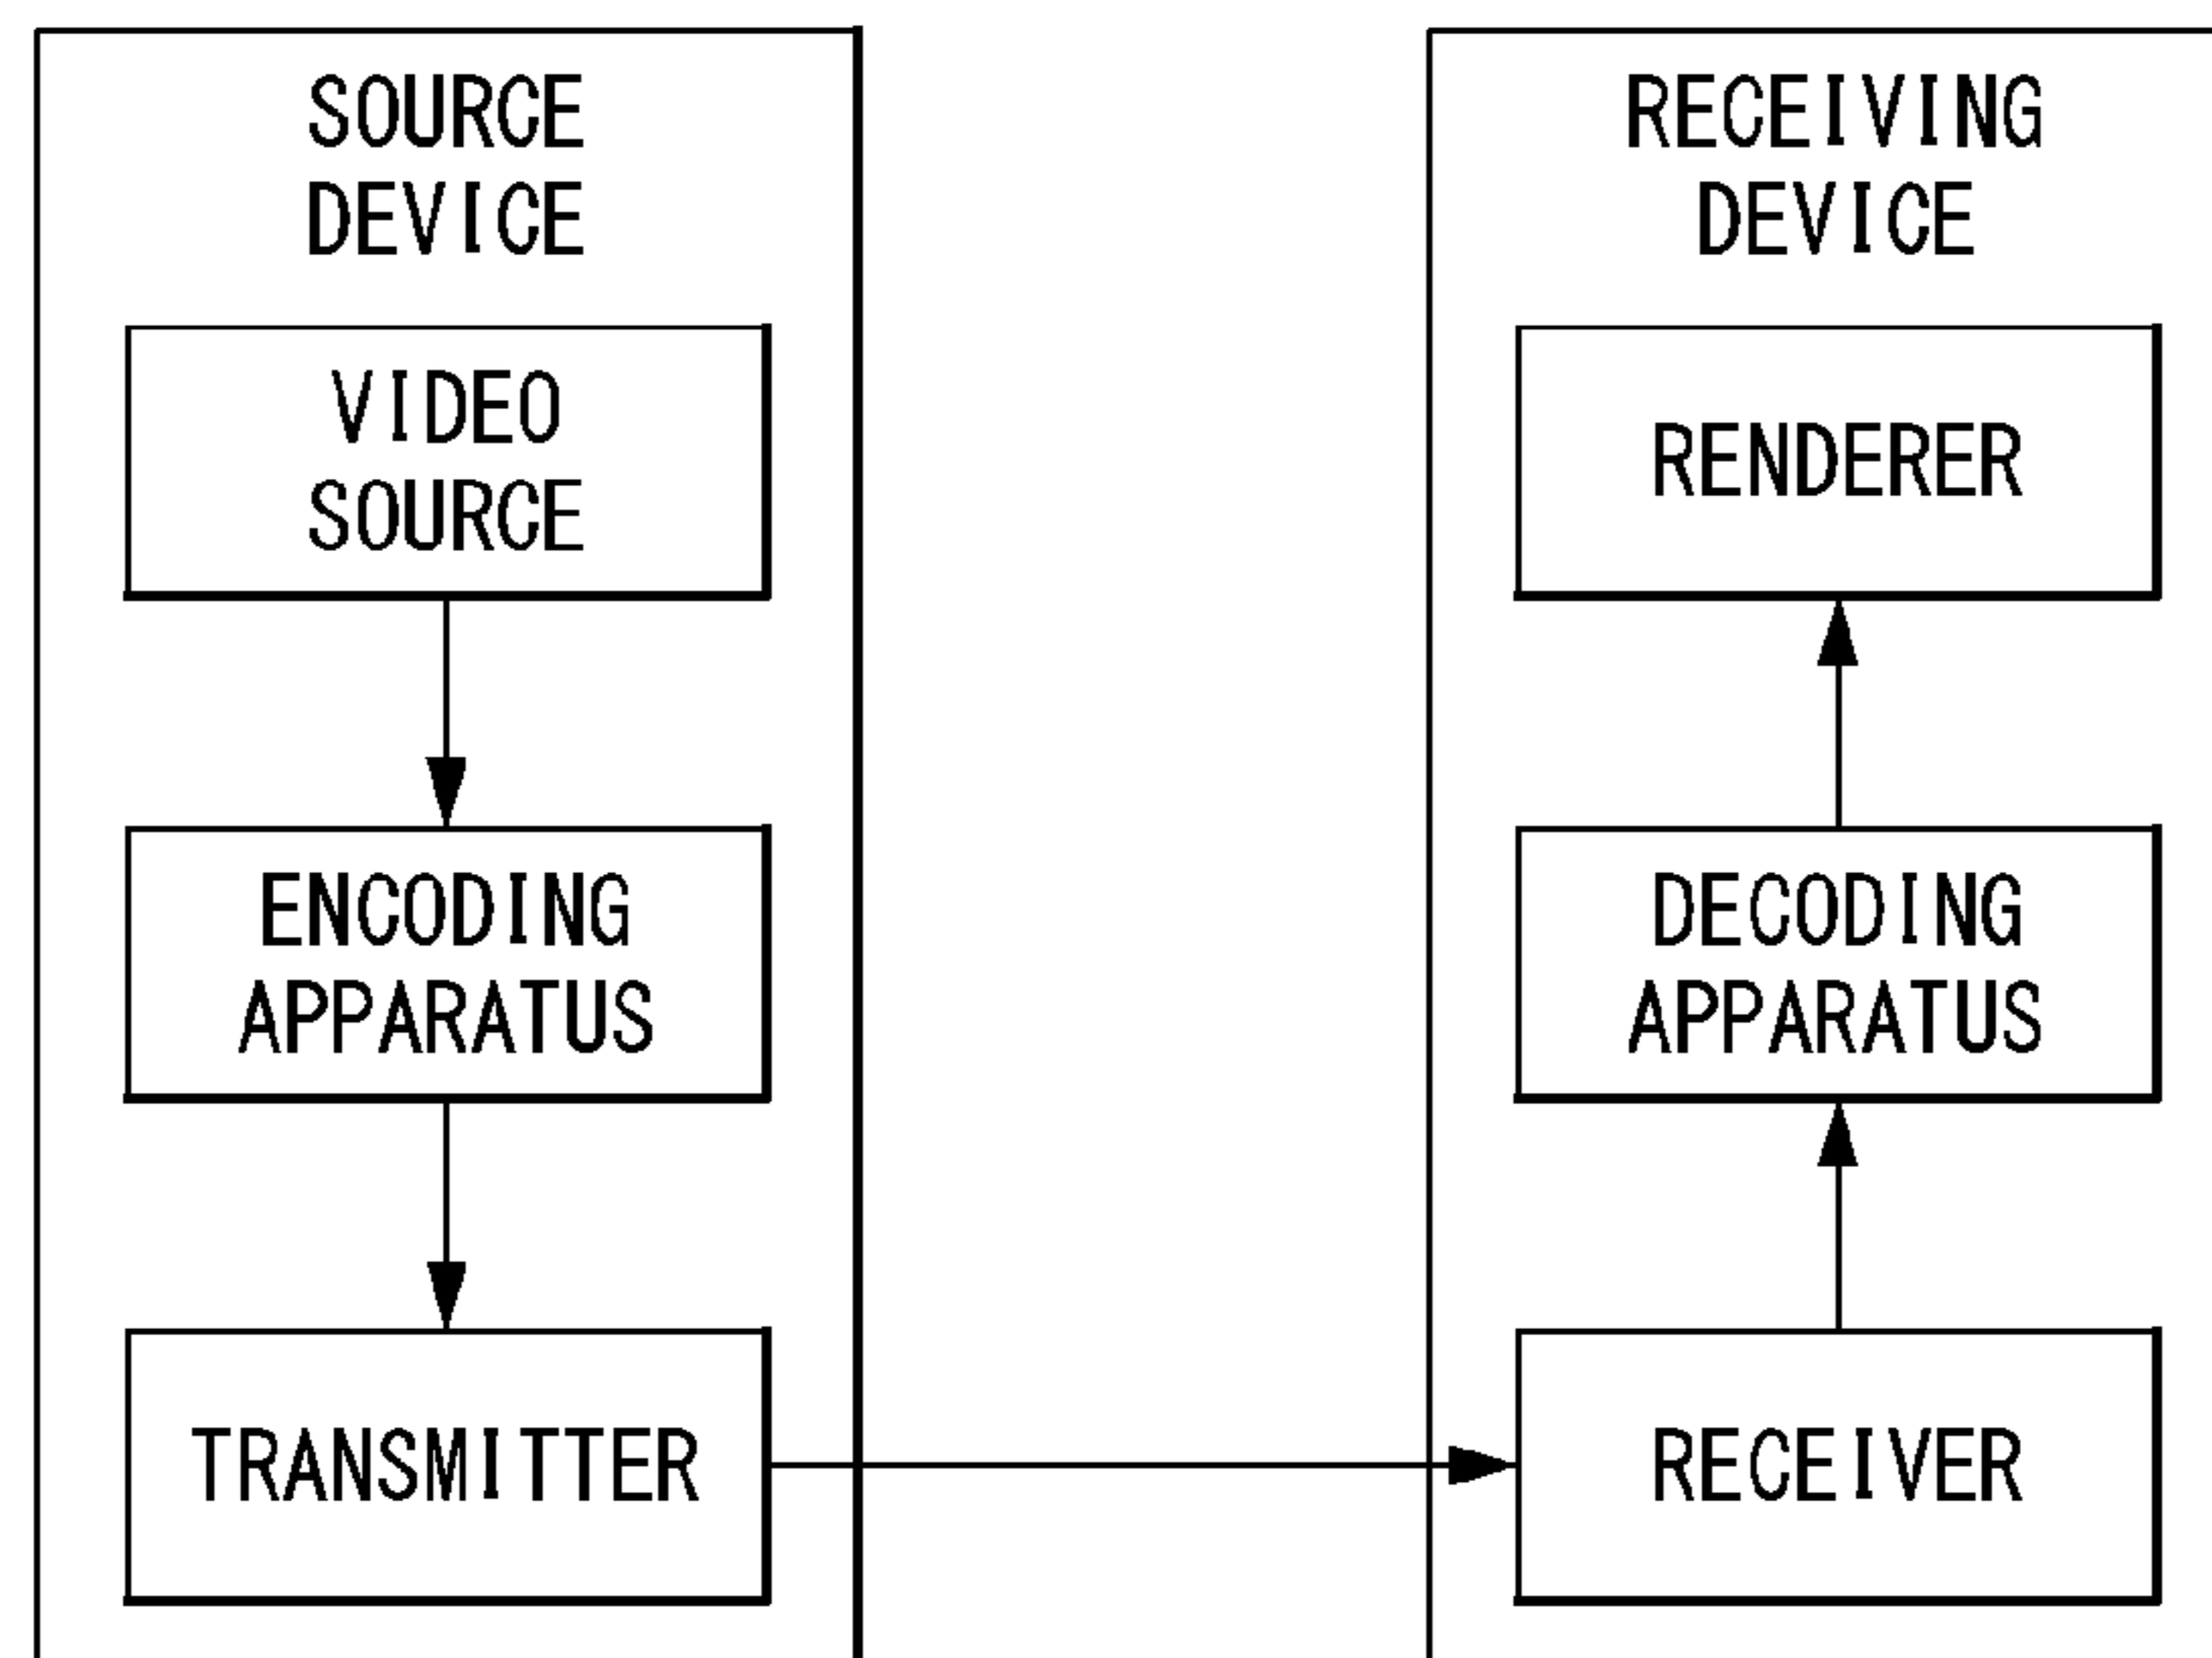 SOURCE
DEVICE
VIDEO
SOURCE
ENCODING
APPARATUS
TRANSMITTER
RECEIVING
DEVICE
RENDERER
DECODING
APPARATUS
RECEIVER